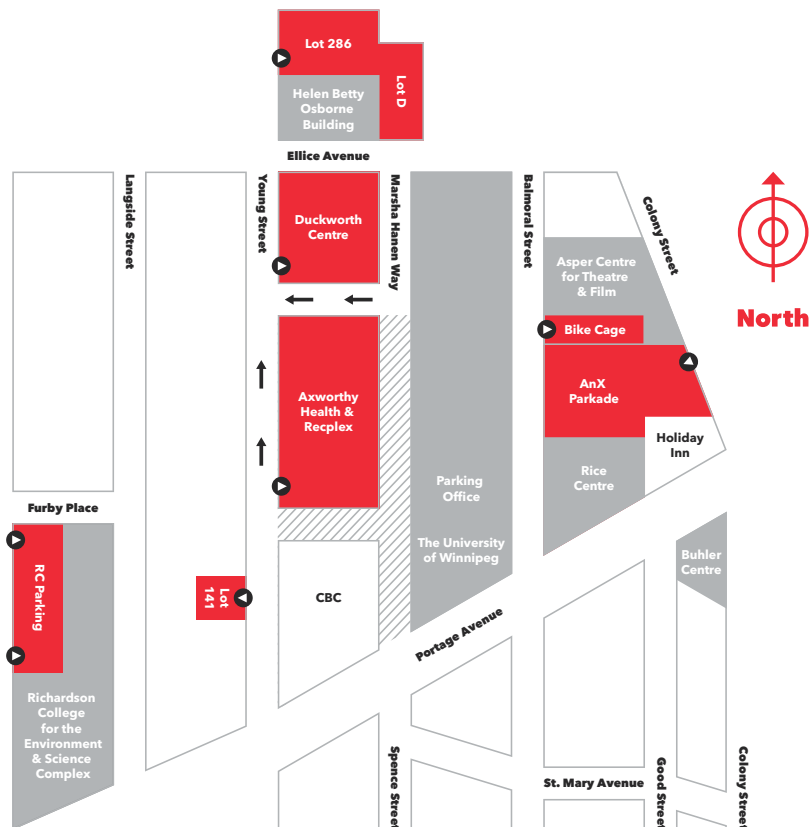 Lot 286
Lot D
Helen Betty
Osborne
Building
Ellice Avenue
Langside Street
Young Street
Duckworth
Centre
Marsha Hanen Way
Balmoral Street
Colony Street
Asper Centre
for Theatre
& Film
Bike Cage
North
AnX
Parkade
Axworthy
Health &
Recplex
Holiday
Inn
Rice
Centre
Parking
Office
Furby Place
The University
of Winnipeg
Buhler
Centre
RC Parking
Lot
141
CBC
Portage Avenue
Richardson
College
for the
Environment
& Science
Complex
Spence Street
St. Mary Avenue
Good Street
Colony Street